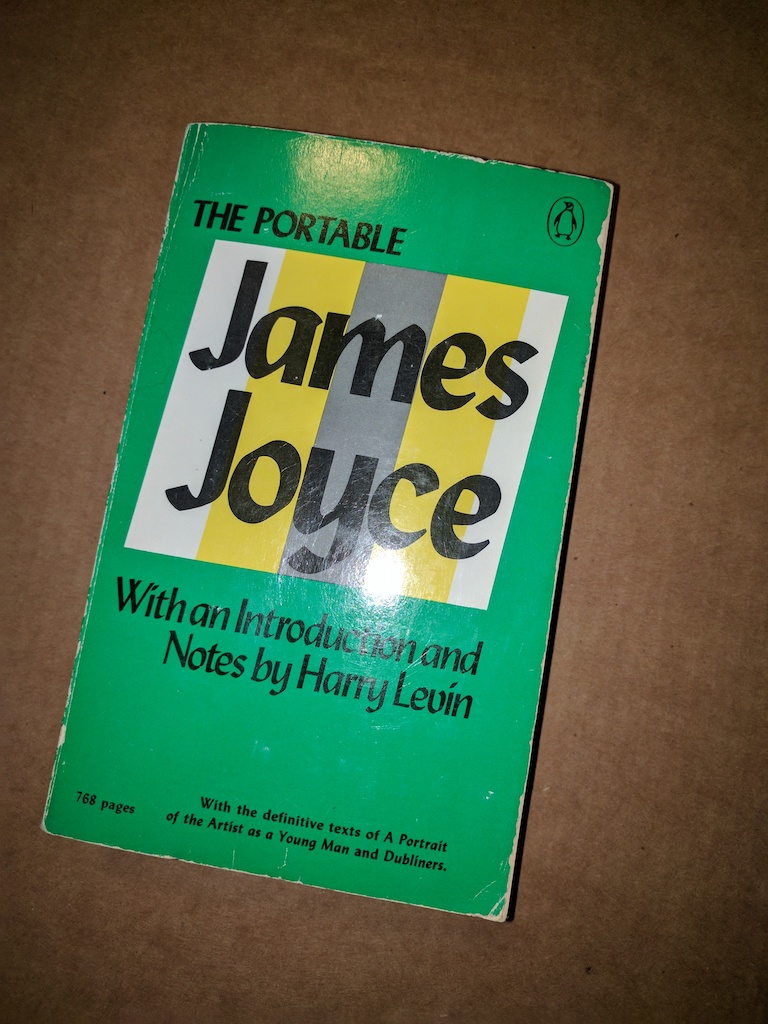 THE PORTABLE
James
Joyce
With an Introduction and
Notes by Harry Levin
768 pages
With the definitive texts of A Portrait
of the Artist as a Young Man and Dubliners.